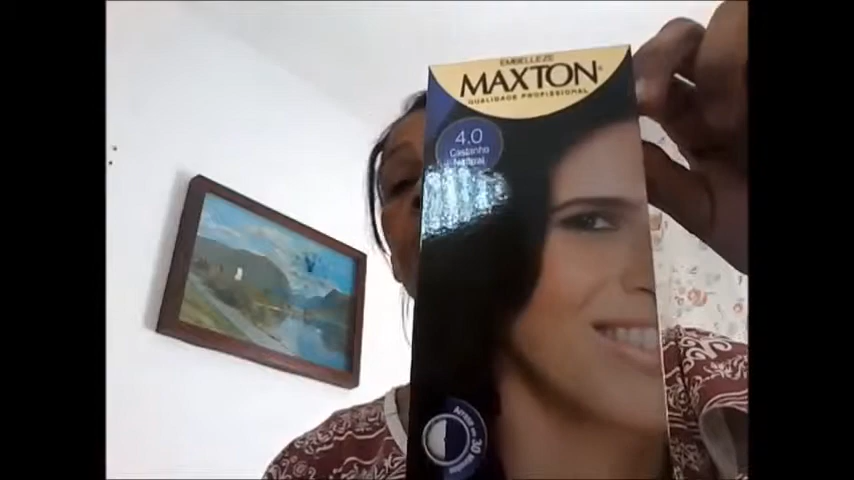 EMBELLEZE
MAXTON
QUALIDADE PROFISSIONAL
4.0
Castanho
Natural